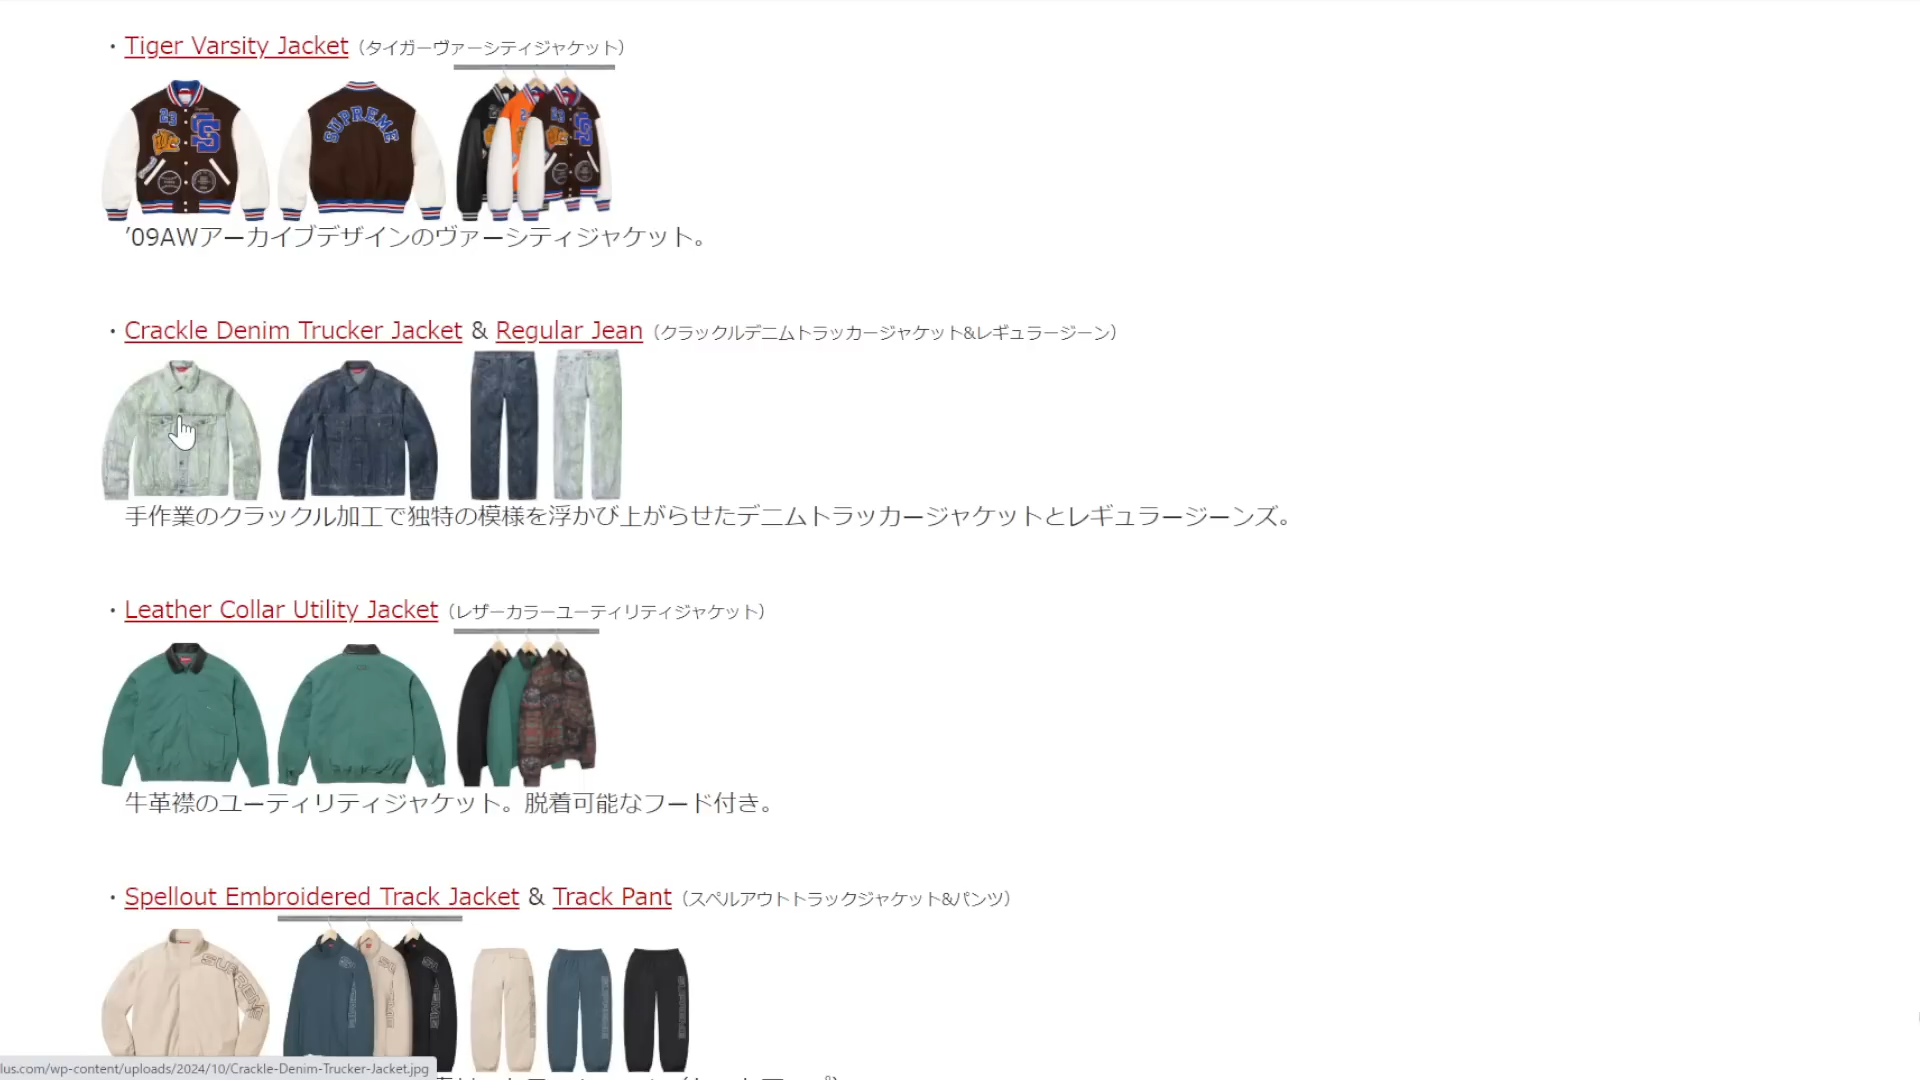 ・Tiger Varsity Jacket（タイガーヴァーシティジャケット）
23
SUPREME
’09AWアーカイブデザインのヴァーシティジャケット。
・Crackle Denim Trucker Jacket & Regular Jean（クラックルデニムトラッカージャケット&レギュラージーン）
手作業のクラックル加工で独特の模様を浮かび上がらせたデニムトラッカージャケットとレギュラージーンズ。
・Leather Collar Utility Jacket（レザーカラーユーティリティジャケット）
牛革襟のユーティリティジャケット。脱着可能なフード付き。
・Spellout Embroidered Track Jacket & Track Pant（スペルアウトトラックジャケット&パンツ）
SUPREME
lus.com/wp-content/uploads/2024/10/Crackle-Denim-Trucker-Jacket.jpg